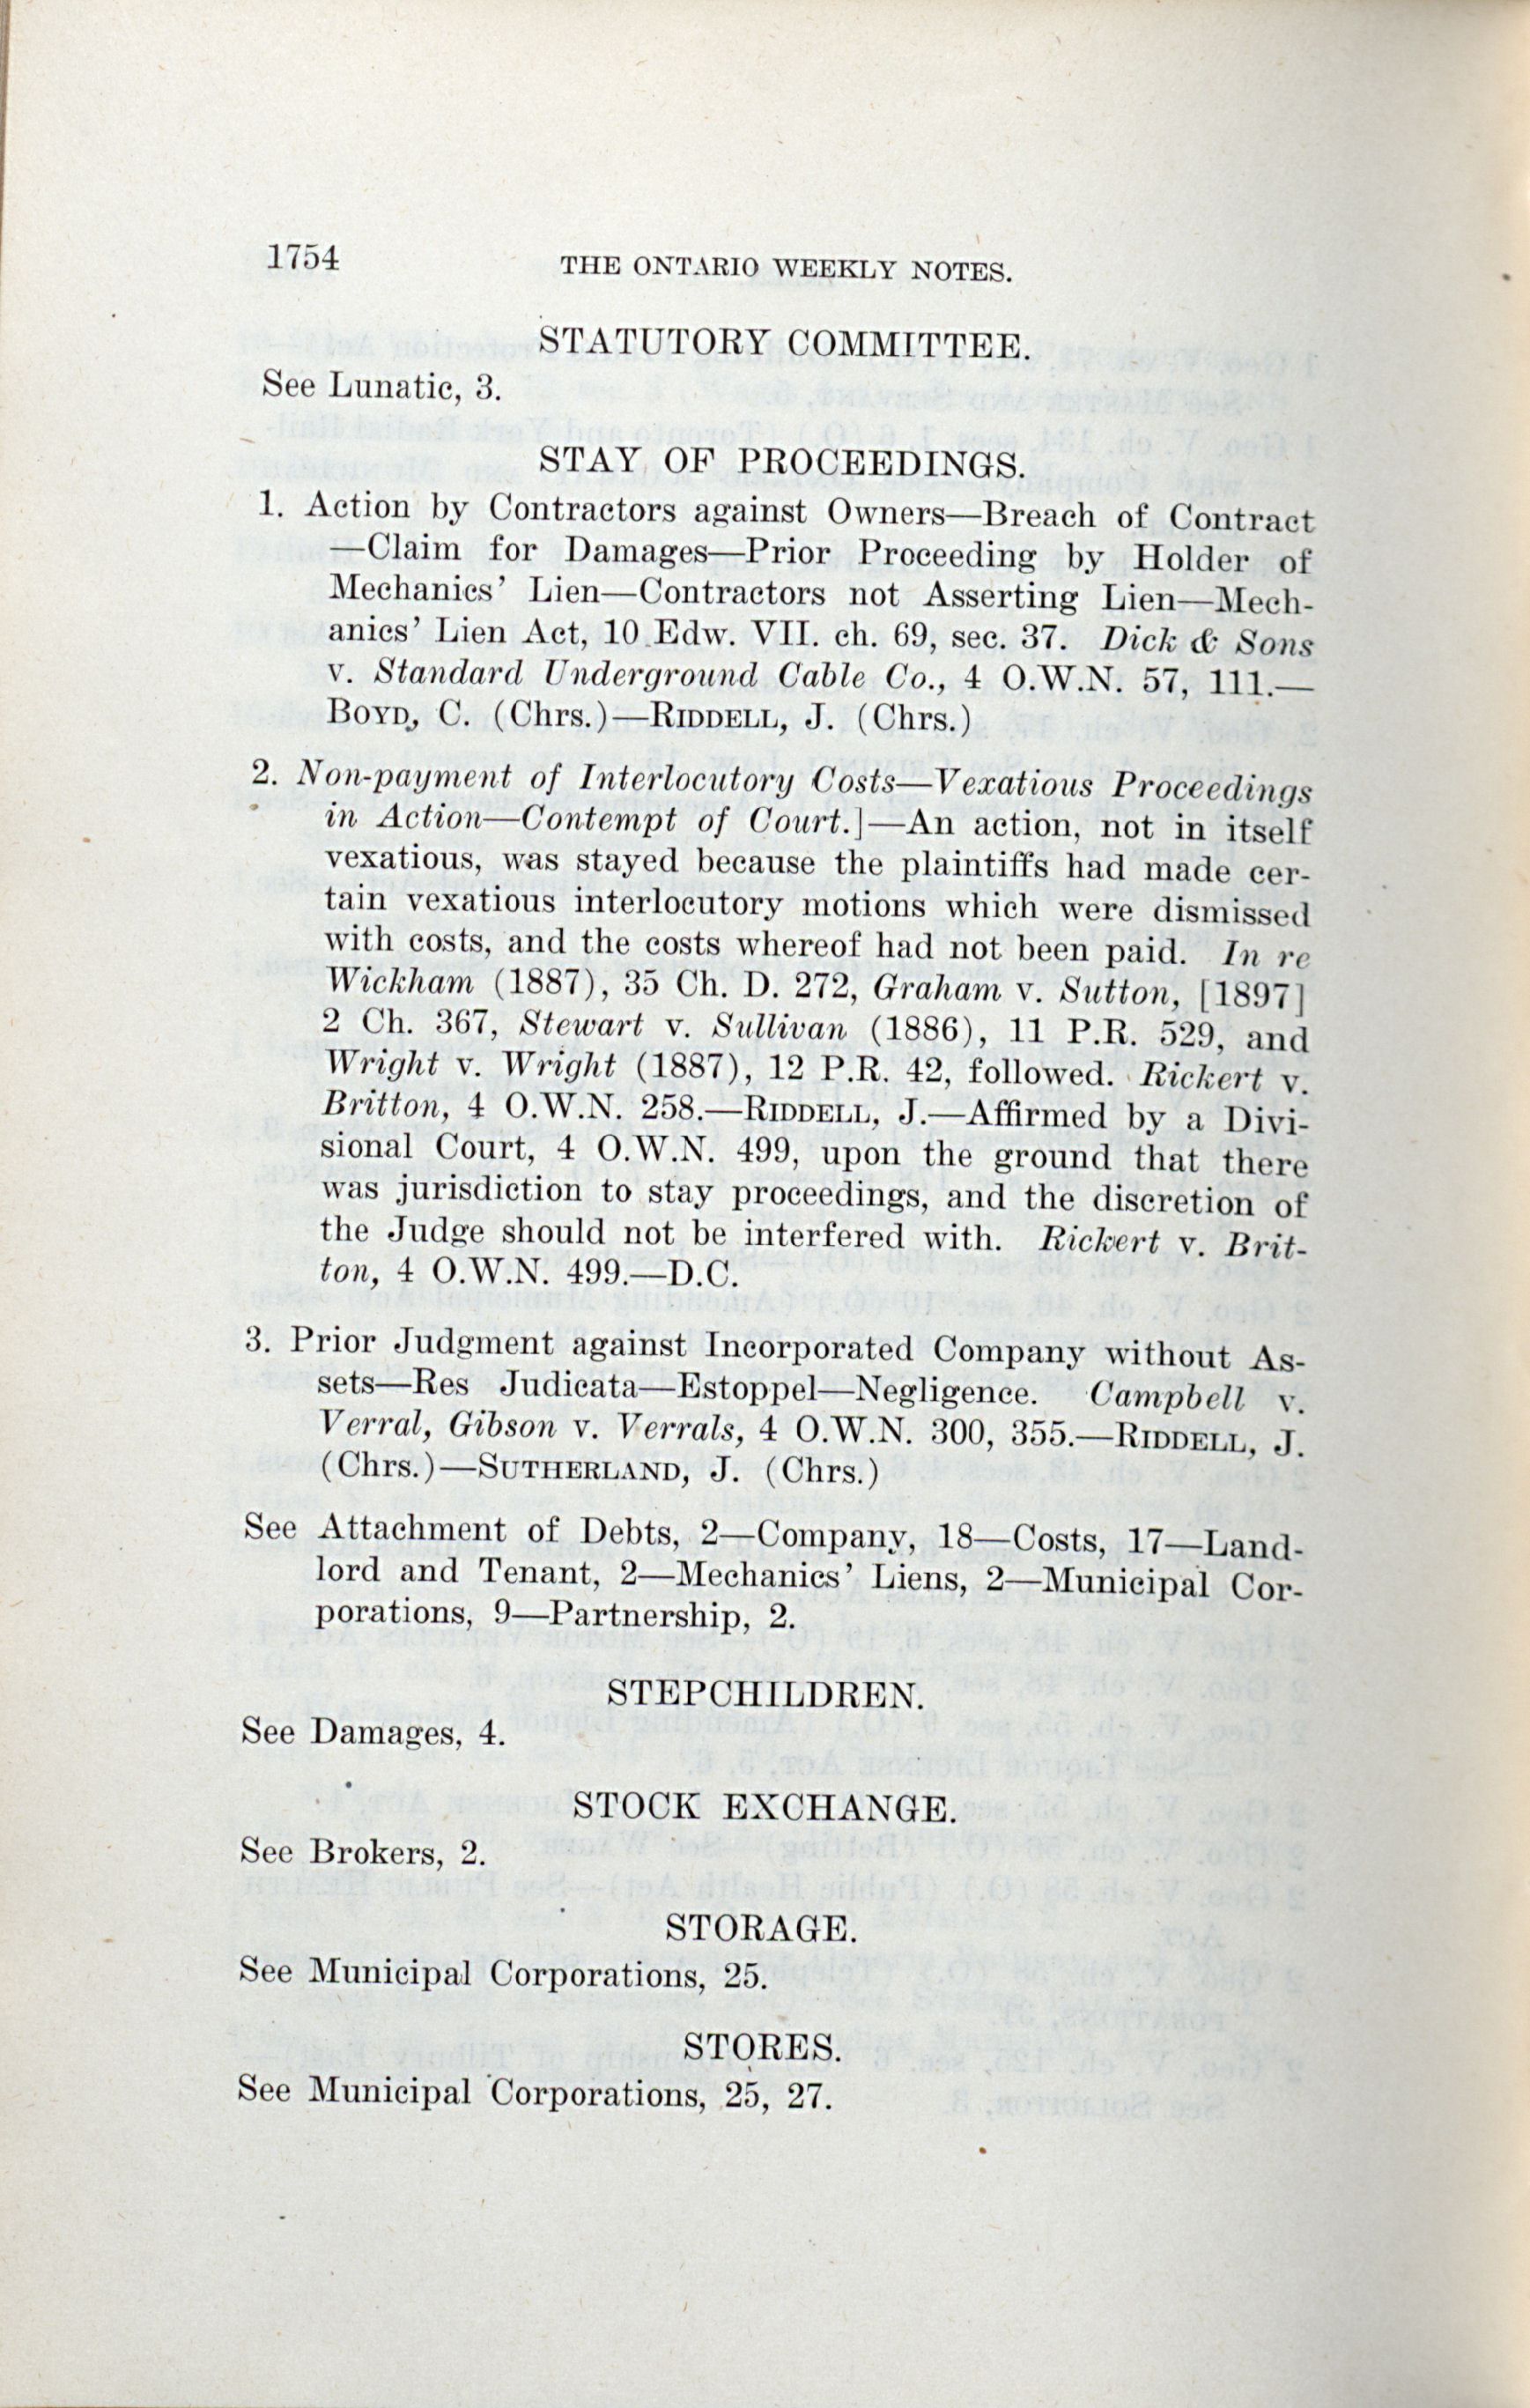 1754
THE ONTARIO WEEKLY NOTES.
STATUTORY COMMITTEE.
See Lunatic, 3.
STAY OF PROCEEDINGS.
1. Action by Contractors against Owners—Breach of Contract
—Claim for Damages—Prior Proceeding by Holder of
Mechanics' Lien—Contractors not Asserting Lien—Mech-
anics' Lien Act, 10 Edw. VII. ch. 69, sec. 37. Dick & Sons
v. Standard Underground Cable Co., 4 O.W.N. 57, 111.—
Boyd, C. (Chrs.)—Riddell, J. (Chrs.)
2. Non-payment of Interlocutory Costs—Vexatious Proceedings
in Action—Contempt of Court.]—An action, not in itself
vexatious, was stayed because the plaintiffs had made cer-
tain vexatious interlocutory motions which were dismissed
with costs, and the costs whereof had not been paid. In re
Wickham (1887), 35 Ch. D. 272, Graham v. Sutton, [1897]
2 Ch. 367, Stewart v. Sullivan (1886), 11 P.R. 529, and
Wright v. Wright (1887), 12 P.R. 42, followed. Rickert v.
Britton, 4 O.W.N. 258.—Riddell, J.—Affirmed by a Divi-
sional Court, 4 O.W.N. 499, upon the ground that there
was jurisdiction to stay proceedings, and the discretion of
the Judge should not be interfered with. Rickert v. Brit-
ton, 4 O.W.N. 499.—D.C.
3. Prior Judgment against Incorporated Company without As-
sets—Res Judicata—Estoppel—Negligence. Campbell v.
Verral, Gibson v. Verrals, 4 O.W.N. 300, 355.—Riddell, J.
(Chrs.)—Sutherland, J. (Chrs.)
See Attachment of Debts, 2—Company, 18—Costs, 17—Land-
lord and Tenant, 2—Mechanics' Liens, 2—Municipal Cor-
porations, 9—Partnership, 2.
STEPCHILDREN.
See Damages, 4.
STOCK EXCHANGE.
See Brokers, 2.
STORAGE.
See Municipal Corporations, 25.
STORES.
See Municipal Corporations, 25, 27.